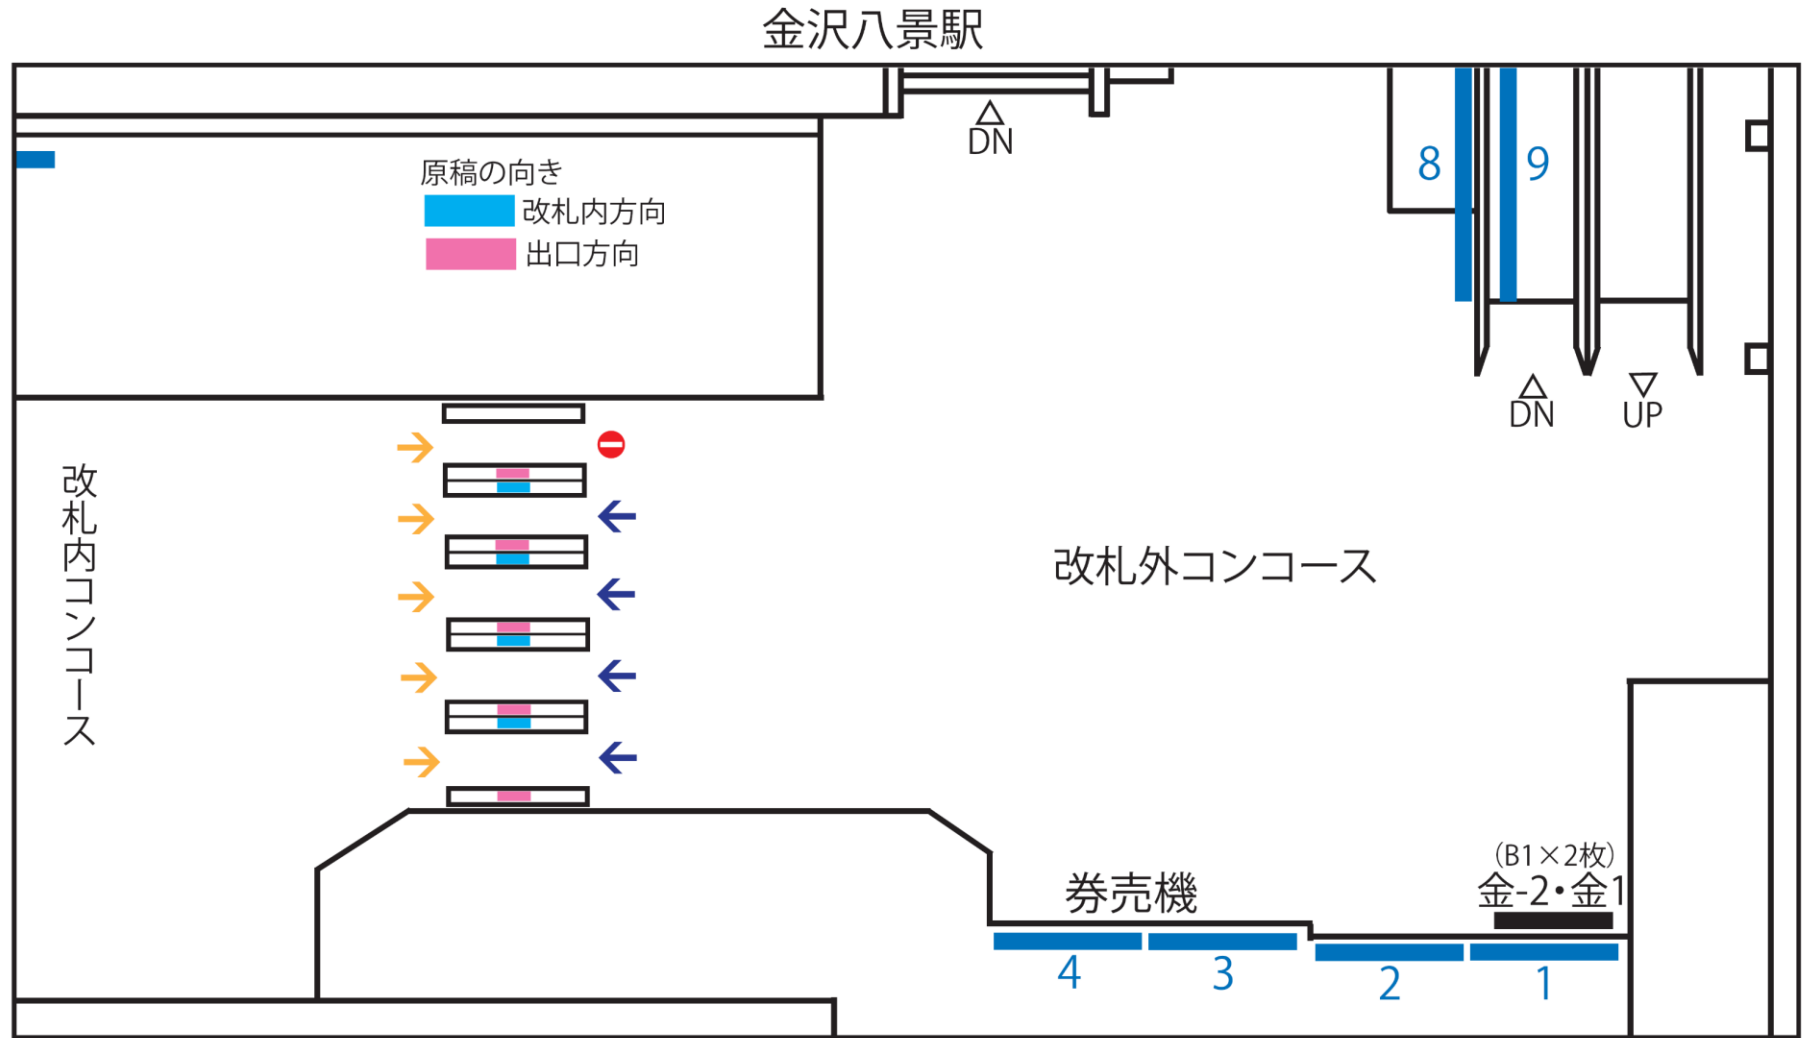 金沢八景駅
DN
8
9
原稿の向き
改札内方向
出口方向
DN
UP
改札内コンコース
改札外コンコース
(B1×2枚)
券売機
金-2・金1
4
3
2
1